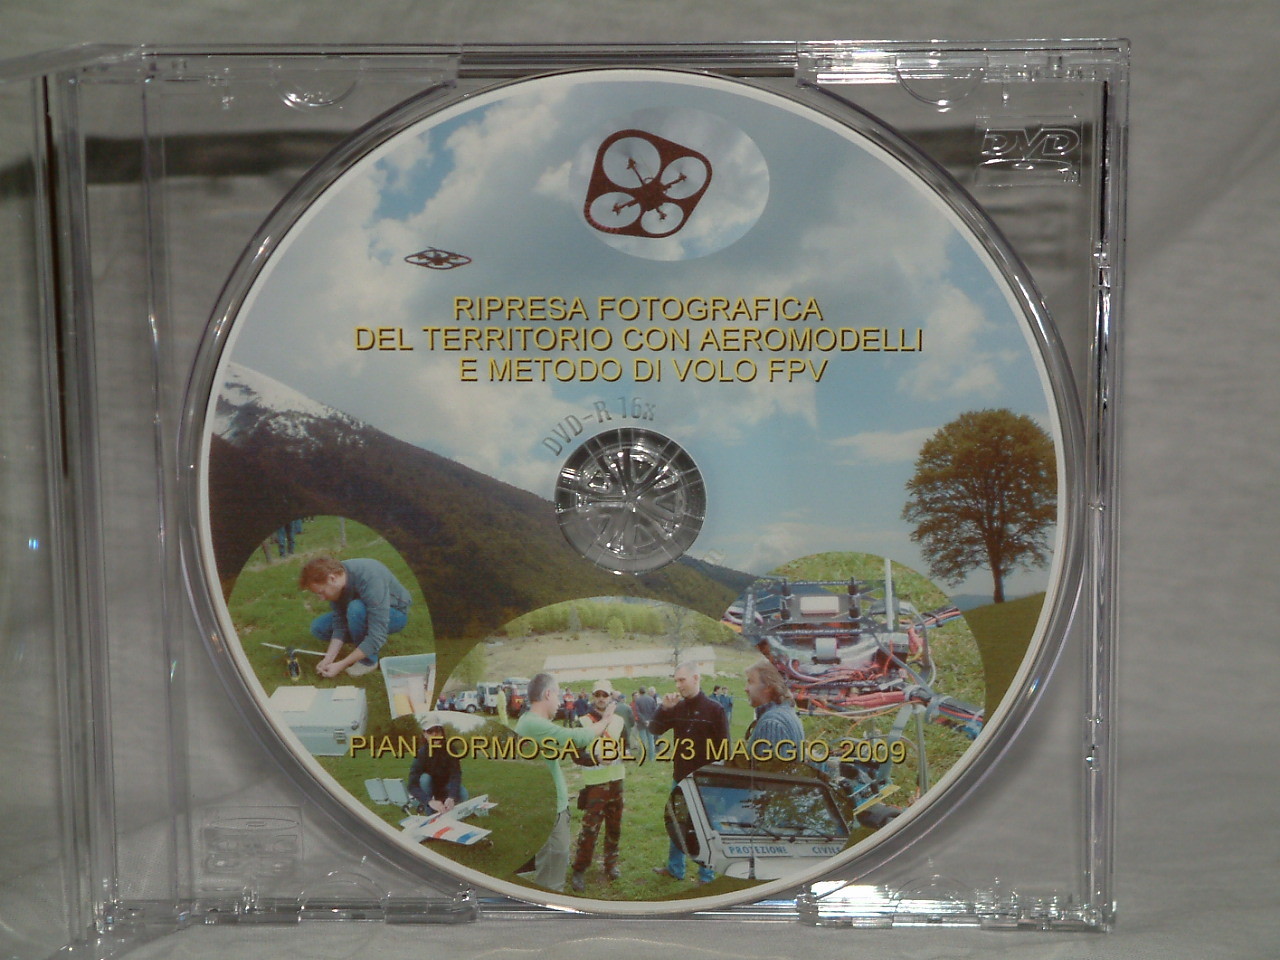 DVD
RIPRESA FOTOGRAFICA
DEL TERRITORIO CON AEROMODELLI
E METODO DI VOLO FPV
DVD-R 16x
PIAN FORMOSA (BL) 2/3 MAGGIO 2009
PROTEZIONE CIVILE